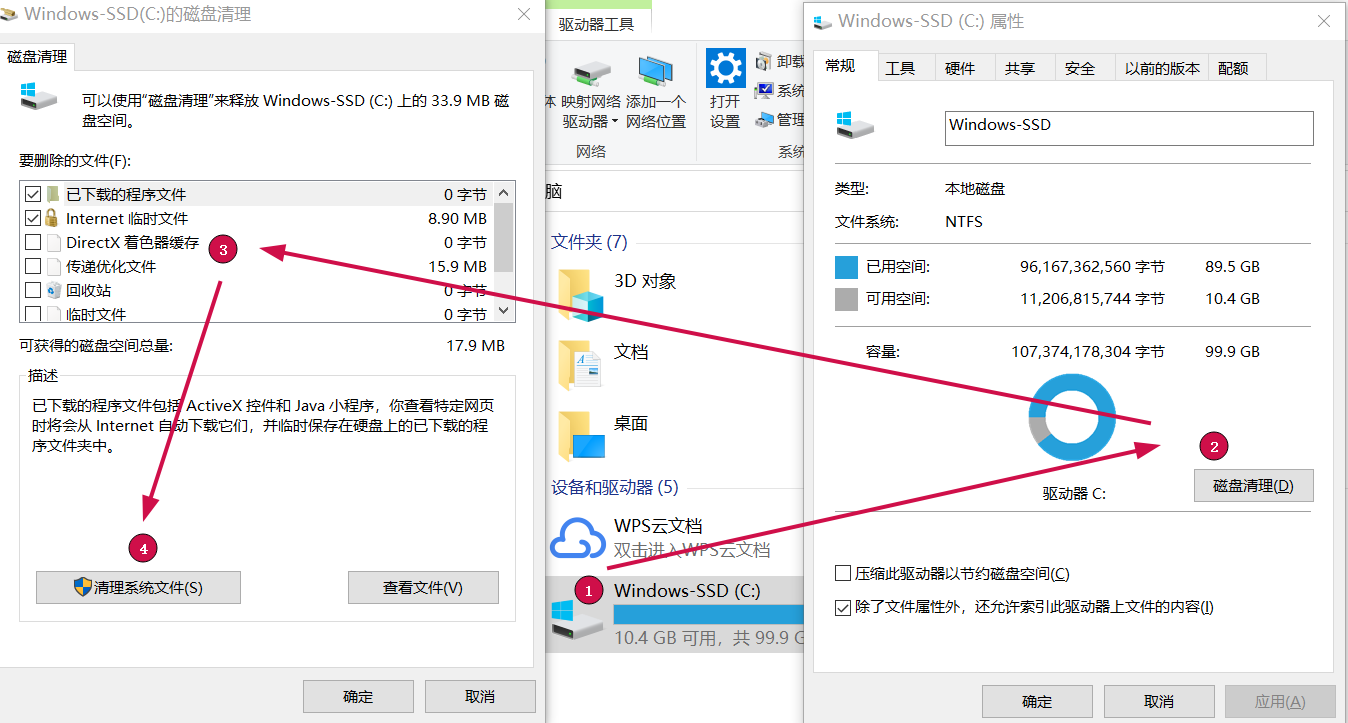 Windows-SSD(C:)的磁盘清理
磁盘清理
可以使用“磁盘清理”来释放 Windows-SSD (C:) 上的 33.9 MB 磁
盘空间。
要删除的文件(F):
已下载的程序文件 0 字节
Internet 临时文件 8.90 MB
DirectX 着色器缓存 0 字节
传递优化文件 15.9 MB
回收站 0 字节
临时文件 0 字节
3
可获得的磁盘空间总量: 17.9 MB
描述
已下载的程序文件包括 ActiveX 控件和 Java 小程序，你查看特定网页
时将会从 Internet 自动下载它们，并临时保存在硬盘上的已下载的程
序文件夹中。
4
清理系统文件(S) 查看文件(V)
确定 取消
驱动器工具
体 映射网络 添加一个 打开 卸载
驱动器 网络位置 设置 系统
管理
网络 系统
脑
文件夹 (7)
3D 对象
文档
桌面
设备和驱动器 (5)
WPS云文档
双击进入WPS云文档
1
Windows-SSD (C:)
10.4 GB 可用，共 99.9 G
Windows-SSD (C:) 属性
常规 工具 硬件 共享 安全 以前的版本 配额
Windows-SSD
类型: 本地磁盘
文件系统: NTFS
已用空间: 96,167,362,560 字节 89.5 GB
可用空间: 11,206,815,744 字节 10.4 GB
容量: 107,374,178,304 字节 99.9 GB
2
驱动器 C: 磁盘清理(D)
压缩此驱动器以节约磁盘空间(C)
除了文件属性外，还允许索引此驱动器上文件的内容(I)
确定 取消 应用(A)